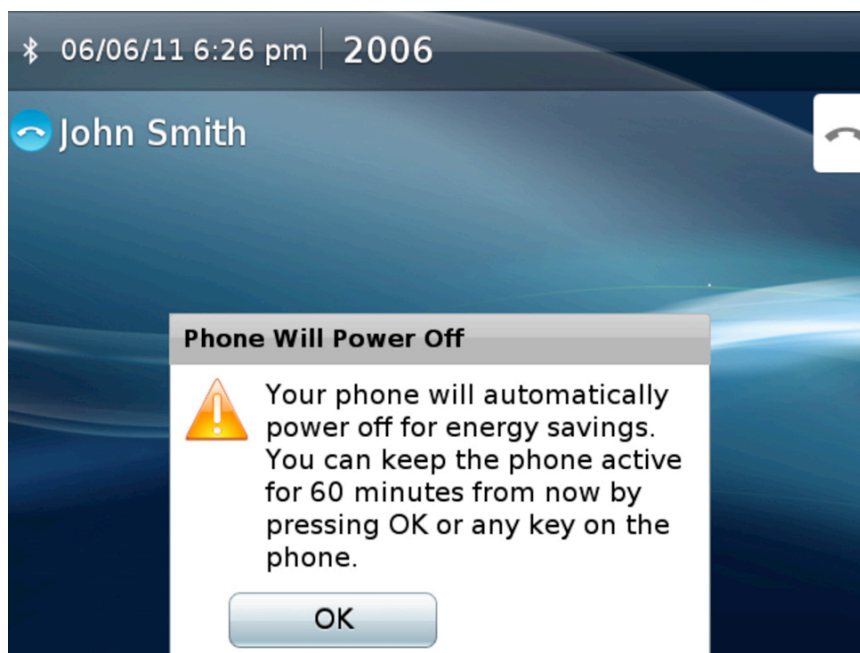 06/06/11 6:26 pm 2006
John Smith
Phone Will Power Off
Your phone will automatically
power off for energy savings.
You can keep the phone active
for 60 minutes from now by
pressing OK or any key on the
phone.
OK